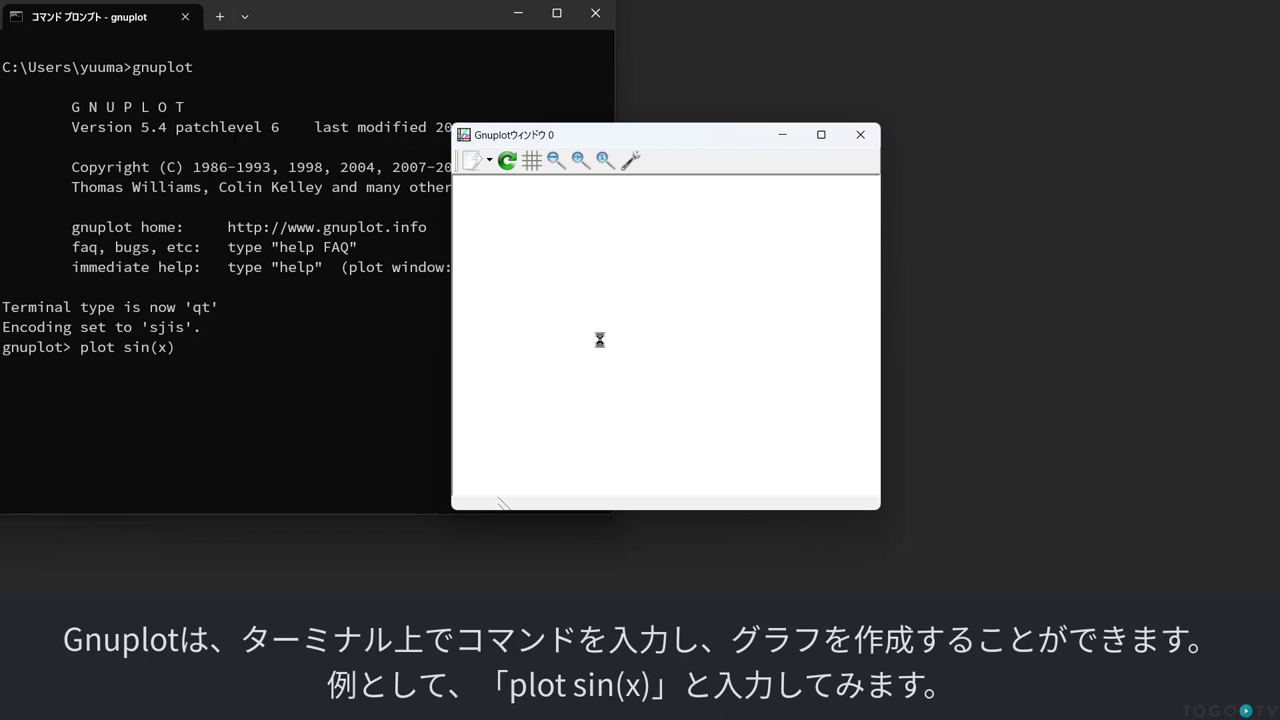 コマンド プロンプト - gnuplot
C:\Users\yuuma>gnuplot
G N U P L O T
Version 5.4 patchlevel 6    last modified 20
Copyright (C) 1986-1993, 1998, 2004, 2007-20
Thomas Williams, Colin Kelley and many other
gnuplot home:    http://www.gnuplot.info
faq, bugs, etc:   type "help FAQ"
immediate help:   type "help"  (plot window:
Terminal type is now 'qt'
Encoding set to 'sjis'.
gnuplot> plot sin(x)
Gnuplotウィンドウ 0
Gnuplotは、ターミナル上でコマンドを入力し、グラフを作成することができます。
例として、「plot sin(x)」と入力してみます。
TOGO TV